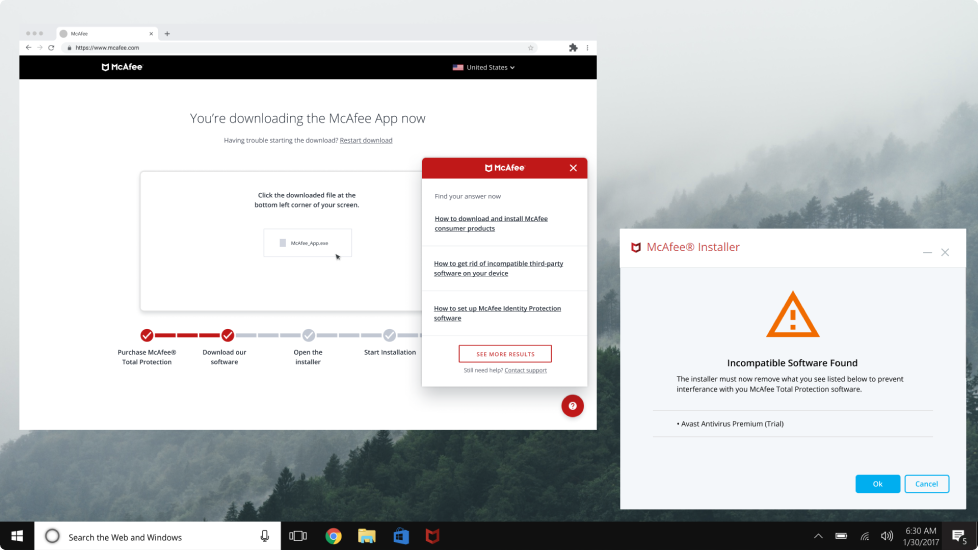 McAfee
https://www.mcafee.com
McAfee
United States
You're downloading the McAfee App now
Having trouble starting the download? Restart download
Click the downloaded file at the
bottom left corner of your screen.
McAfee_App.exe
Purchase McAfee®
Total Protection
Download our
software
Open the
installer
Start Installation
McAfee
Find your answer now
How to download and install McAfee
consumer products
How to get rid of incompatible third-party
software on your device
How to set up McAfee Identity Protection
software
SEE MORE RESULTS
Still need help? Contact support
McAfee® Installer
Incompatible Software Found
The installer must now remove what you see listed below to prevent
interference with you McAfee Total Protection software.
• Avast Antivirus Premium (Trial)
Ok
Cancel
Search the Web and Windows
6:30 AM
1/30/2017
5